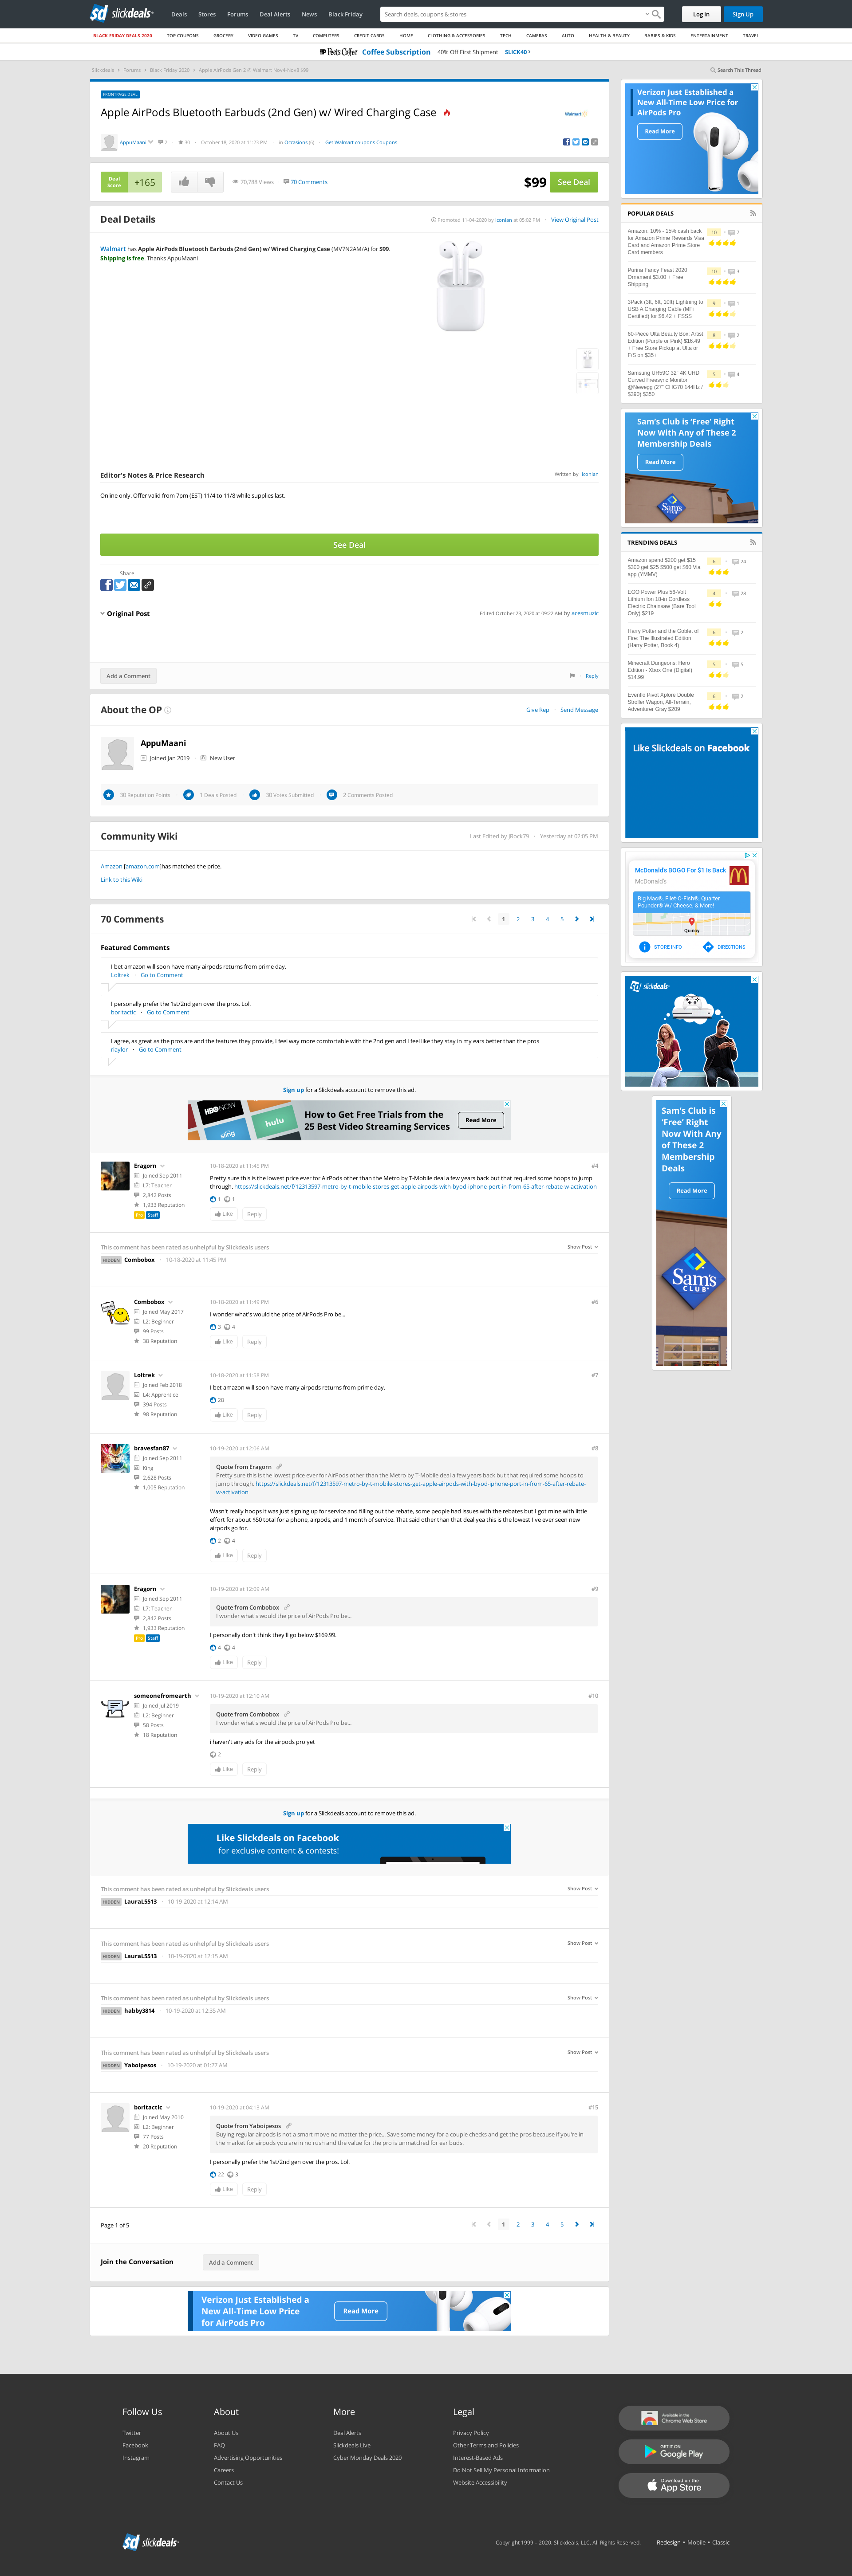 slickdeals
Deals Stores Forums Deal Alerts News Black Friday
Search deals, coupons & stores
Log In Sign Up
BLACK FRIDAY DEALS 2020 TOP COUPONS GROCERY VIDEO GAMES TV COMPUTERS CREDIT CARDS HOME CLOTHING & ACCESSORIES TECH CAMERAS AUTO HEALTH & BEAUTY BABIES & KIDS ENTERTAINMENT TRAVEL
Peet's Coffee Coffee Subscription 40% Off First Shipment SLICK40
Slickdeals > Forums > Black Friday 2020 > Apple AirPods Gen 2 @ Walmart Nov4-Nov8 $99
Search This Thread
FRONTPAGE DEAL
Apple AirPods Bluetooth Earbuds (2nd Gen) w/ Wired Charging Case
Walmart
AppuMaani 2 30 October 18, 2020 at 11:23 PM in Occasions (6) Get Walmart coupons Coupons
Deal Score +165
70,788 Views 70 Comments
$99 See Deal
Deal Details
Promoted 11-04-2020 by iconian at 05:02 PM View Original Post
Walmart has Apple AirPods Bluetooth Earbuds (2nd Gen) w/ Wired Charging Case (MV7N2AM/A) for $99.
Shipping is free. Thanks AppuMaani
Editor's Notes & Price Research
Written by iconian
Online only. Offer valid from 7pm (EST) 11/4 to 11/8 while supplies last.
See Deal
Share
Original Post
Edited October 23, 2020 at 09:22 AM by acesmuzic
Add a Comment
Reply
About the OP
Give Rep Send Message
AppuMaani
Joined Jan 2019 New User
30 Reputation Points 1 Deals Posted 30 Votes Submitted 2 Comments Posted
Community Wiki
Last Edited by JRock79 Yesterday at 02:05 PM
Amazon [amazon.com]has matched the price.
Link to this Wiki
70 Comments
1 2 3 4 5
Featured Comments
I bet amazon will soon have many airpods returns from prime day.
Loltrek Go to Comment
I personally prefer the 1st/2nd gen over the pros. Lol.
boritactic Go to Comment
I agree, as great as the pros are and the features they provide, I feel way more comfortable with the 2nd gen and I feel like they stay in my ears better than the pros
rlaylor Go to Comment
Sign up for a Slickdeals account to remove this ad.
HBO NOW
sling
hulu
How to Get Free Trials from the
25 Best Video Streaming Services
Read More
Eragorn
Joined Sep 2011
L7: Teacher
2,842 Posts
1,933 Reputation
Pro Staff
10-18-2020 at 11:45 PM #4
Pretty sure this is the lowest price ever for AirPods other than the Metro by T-Mobile deal a few years back but that required some hoops to jump
through. https://slickdeals.net/f/12313597-metro-by-t-mobile-stores-get-apple-airpods-with-byod-iphone-port-in-from-65-after-rebate-w-activation
1 1
Like Reply
This comment has been rated as unhelpful by Slickdeals users
Show Post
HIDDEN Combobox 10-18-2020 at 11:45 PM
Combobox
Joined May 2017
L2: Beginner
99 Posts
38 Reputation
10-18-2020 at 11:49 PM #6
I wonder what's would the price of AirPods Pro be...
3 4
Like Reply
Loltrek
Joined Feb 2018
L4: Apprentice
394 Posts
98 Reputation
10-18-2020 at 11:58 PM #7
I bet amazon will soon have many airpods returns from prime day.
28
Like Reply
bravesfan87
Joined Sep 2011
King
2,628 Posts
1,005 Reputation
10-19-2020 at 12:06 AM #8
Quote from Eragorn
Pretty sure this is the lowest price ever for AirPods other than the Metro by T-Mobile deal a few years back but that required some hoops to
jump through. https://slickdeals.net/f/12313597-metro-by-t-mobile-stores-get-apple-airpods-with-byod-iphone-port-in-from-65-after-rebate-
w-activation
Wasn't really hoops it was just signing up for service and filling out the rebate, some people had issues with the rebates but I got mine with little
effort for about $50 total for a phone, airpods, and 1 month of service. That said other than that deal yea this is the lowest I've ever seen new
airpods go for.
2 4
Like Reply
Eragorn
Joined Sep 2011
L7: Teacher
2,842 Posts
1,933 Reputation
Pro Staff
10-19-2020 at 12:09 AM #9
Quote from Combobox
I wonder what's would the price of AirPods Pro be...
I personally don't think they'll go below $169.99.
4 4
Like Reply
someonefromearth
Joined Jul 2019
L2: Beginner
58 Posts
18 Reputation
10-19-2020 at 12:10 AM #10
Quote from Combobox
I wonder what's would the price of AirPods Pro be...
i haven't any ads for the airpods pro yet
2
Like Reply
Sign up for a Slickdeals account to remove this ad.
Like Slickdeals on Facebook
for exclusive content & contests!
This comment has been rated as unhelpful by Slickdeals users
Show Post
HIDDEN LauraL5513 10-19-2020 at 12:14 AM
This comment has been rated as unhelpful by Slickdeals users
Show Post
HIDDEN LauraL5513 10-19-2020 at 12:15 AM
This comment has been rated as unhelpful by Slickdeals users
Show Post
HIDDEN habby3814 10-19-2020 at 12:35 AM
This comment has been rated as unhelpful by Slickdeals users
Show Post
HIDDEN Yaboipesos 10-19-2020 at 01:27 AM
boritactic
Joined May 2010
L2: Beginner
77 Posts
20 Reputation
10-19-2020 at 04:13 AM #15
Quote from Yaboipesos
Buying regular airpods is not a smart move no matter the price... Save some money for a couple checks and get the pros because if you're in
the market for airpods you are in no rush and the value for the pro is unmatched for ear buds.
I personally prefer the 1st/2nd gen over the pros. Lol.
22 3
Like Reply
Page 1 of 5
1 2 3 4 5
Join the Conversation
Add a Comment
Verizon Just Established a
New All-Time Low Price
for AirPods Pro
Read More
Verizon Just Established a
New All-Time Low Price for
AirPods Pro
Read More
POPULAR DEALS
Amazon: 10% - 15% cash back
for Amazon Prime Rewards Visa
Card and Amazon Prime Store
Card members
10 7
Purina Fancy Feast 2020
Ornament $3.00 + Free
Shipping
10 3
3Pack (3ft, 6ft, 10ft) Lightning to
USB A Charging Cable (MFi
Certified) for $6.42 + FSSS
9 1
60-Piece Ulta Beauty Box: Artist
Edition (Purple or Pink) $16.49
+ Free Store Pickup at Ulta or
F/S on $35+
8 2
Samsung UR59C 32" 4K UHD
Curved Freesync Monitor
@Newegg (27" CHG70 144Hz /
$390) $350
5 4
Sam's Club is 'Free' Right
Now With Any of These 2
Membership Deals
Read More
Sam's
TRENDING DEALS
Amazon spend $200 get $15
$300 get $25 $500 get $60 Via
app (YMMV)
6 24
EGO Power Plus 56-Volt
Lithium Ion 18-in Cordless
Electric Chainsaw (Bare Tool
Only) $219
4 28
Harry Potter and the Goblet of
Fire: The Illustrated Edition
(Harry Potter, Book 4)
6 2
Minecraft Dungeons: Hero
Edition - Xbox One (Digital)
$14.99
5 5
Evenflo Pivot Xplore Double
Stroller Wagon, All-Terrain,
Adventurer Gray $209
6 2
Like Slickdeals on Facebook
McDonald's BOGO For $1 Is Back
McDonald's
Big Mac®, Filet-O-Fish®, Quarter
Pounder® W/ Cheese, & More!
Quincy
STORE INFO DIRECTIONS
slickdeals
Sam's Club is
'Free' Right
Now With Any
of These 2
Membership
Deals
Read More
Sam's
CLUB
Follow Us
Twitter
Facebook
Instagram
About
About Us
FAQ
Advertising Opportunities
Careers
Contact Us
More
Deal Alerts
Slickdeals Live
Cyber Monday Deals 2020
Legal
Privacy Policy
Other Terms and Policies
Interest-Based Ads
Do Not Sell My Personal Information
Website Accessibility
Available in the
Chrome Web Store
GET IT ON
Google Play
Download on the
App Store
slickdeals
Copyright 1999 - 2020. Slickdeals, LLC. All Rights Reserved. Redesign • Mobile • Classic